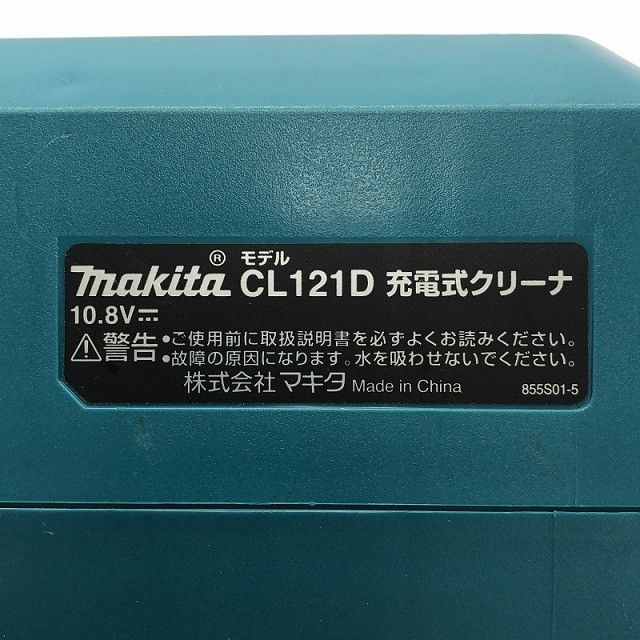 makita® モデル CL121D 充電式クリーナ
10.8V⎓
⚠警告 •ご使用前に取扱説明書を必ずよくお読みください。
•故障の原因になります。水を吸わせないでください。
株式会社 マキタ Made in China 855S01-5